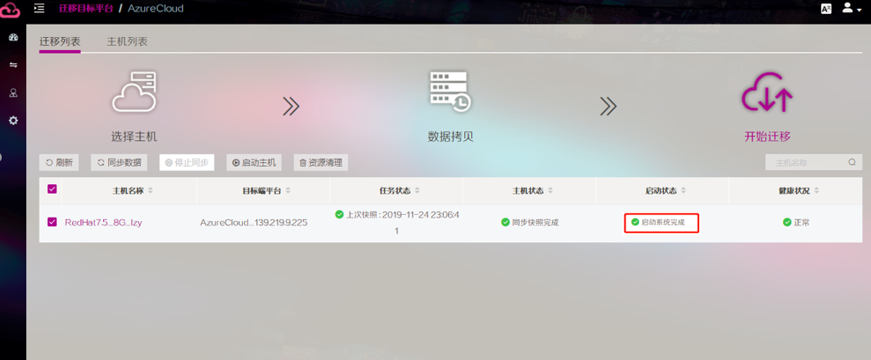 迁移目标平台 / AzureCloud
迁移列表 主机列表
选择主机 数据拷贝 开始迁移
刷新 同步数据 停止同步 启动主机 资源清理 主机名称
主机名称 目标端平台 任务状态 主机状态 启动状态 健康状况
RedHat7.5...8G...lzy AzureCloud...139.219.9.225 上次快照:2019-11-24 23:06:4 同步快照完成 启动系统完成 正常
1